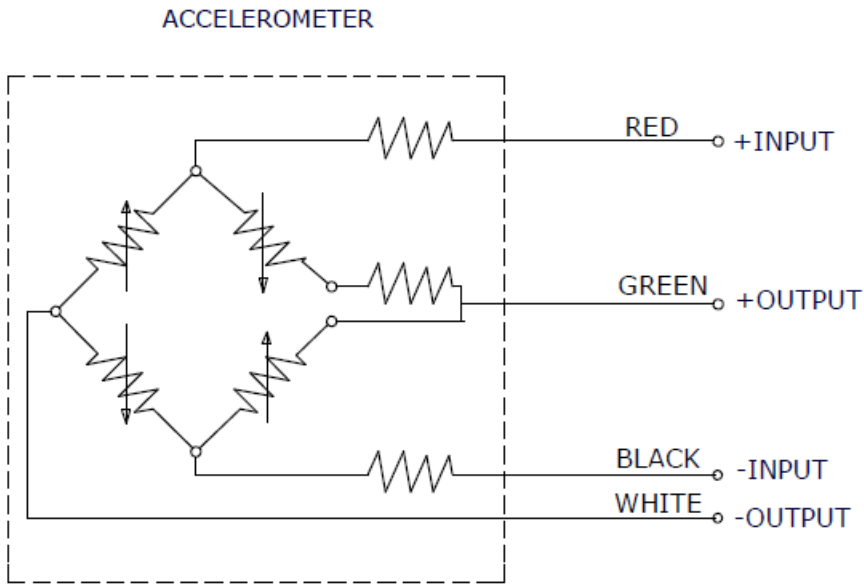 ACCELEROMETER
RED +INPUT
GREEN +OUTPUT
BLACK -INPUT
WHITE -OUTPUT